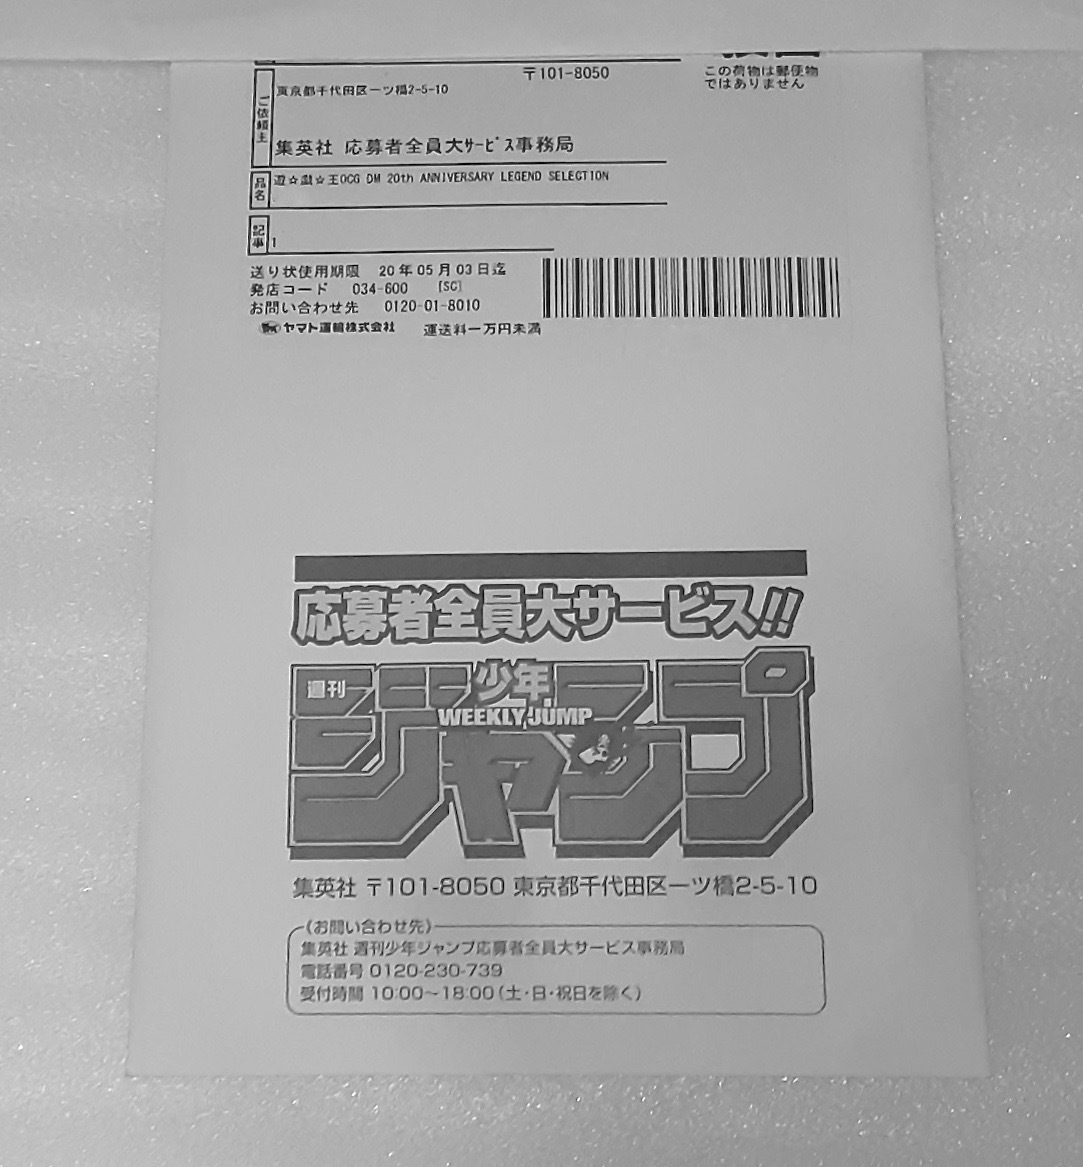 〒101-8050
この荷物は郵便物
ではありません
ご依頼主
東京都千代田区一ツ橋2-5-10
集英社 応募者全員大サービス事務局
品名
遊☆戯☆王OCG DM 20th ANNIVERSARY LEGEND SELECTION
記事
1
送り状使用期限 20年05月03日迄
発店コード 034-600 [SC]
お問い合わせ先 0120-01-8010
ヤマト運輸株式会社 運送料一万円未満
応募者全員大サービス!!
週刊
少年
WEEKLY JUMP
ジャンプ
集英社 〒101-8050 東京都千代田区一ツ橋2-5-10
〈お問い合わせ先〉
集英社 週刊少年ジャンプ応募者全員大サービス事務局
電話番号 0120-230-739
受付時間 10:00〜18:00(土・日・祝日を除く)